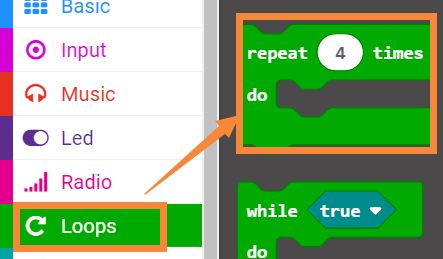 Basic
Input
Music
Led
Radio
Loops
repeat 4 times
do
while true
do